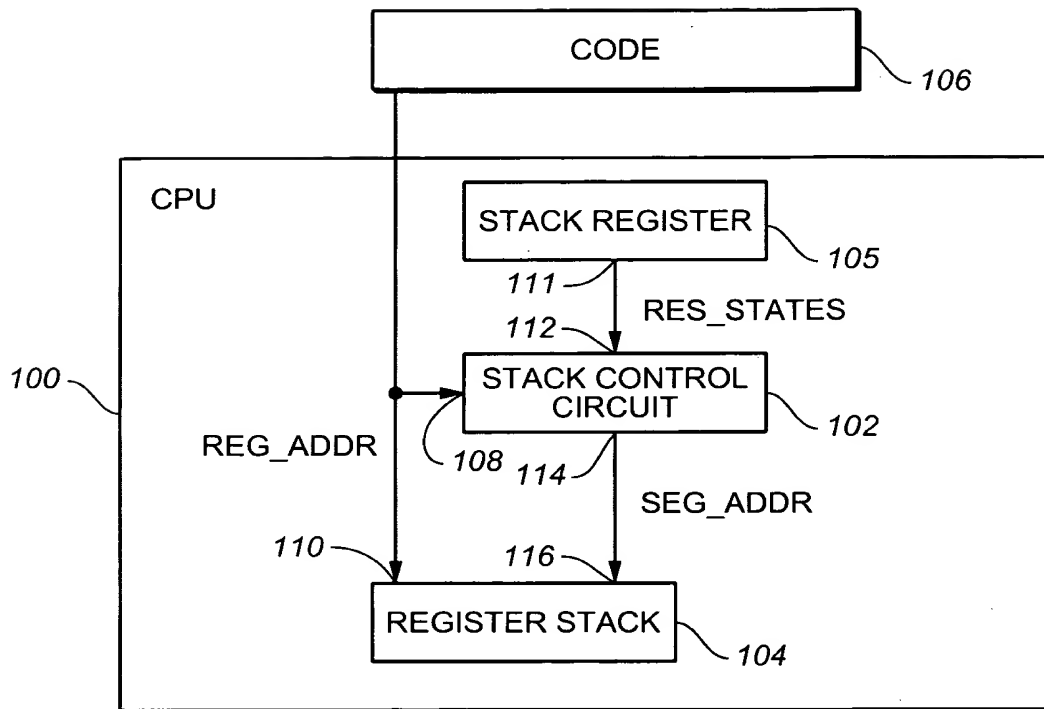 CODE
106
CPU
STACK REGISTER
105
111
RES_STATES
112
100
STACK CONTROL
CIRCUIT
102
REG_ADDR
108
114
SEG_ADDR
110
116
REGISTER STACK
104